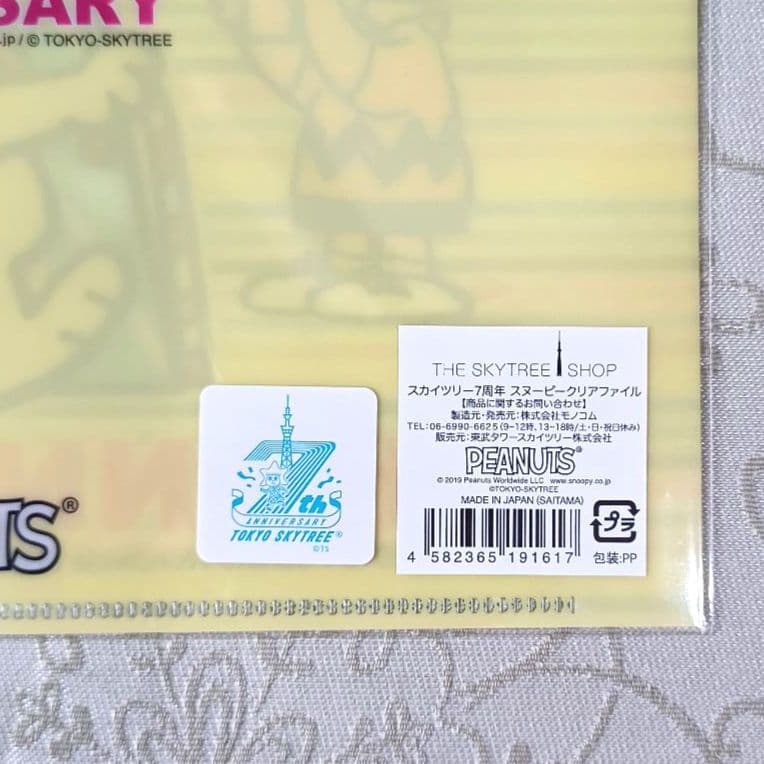 SARY
.jp / © TOKYO-SKYTREE
TS®
7th
ANNIVERSARY
TOKYO SKYTREE®
©TS
THE SKYTREE SHOP
スカイツリー7周年 スヌーピークリアファイル
【商品に関するお問い合わせ】
製造元・発売元：株式会社モノコム
TEL:06-6990-6625(9~12時、13~18時/土・日・祝日休み)
販売元：東武タワースカイツリー株式会社
PEANUTS®
© 2019 Peanuts Worldwide LLC www.snoopy.co.jp
©TOKYO-SKYTREE
MADE IN JAPAN (SAITAMA)
4 582365 191617
プラ
包装:PP